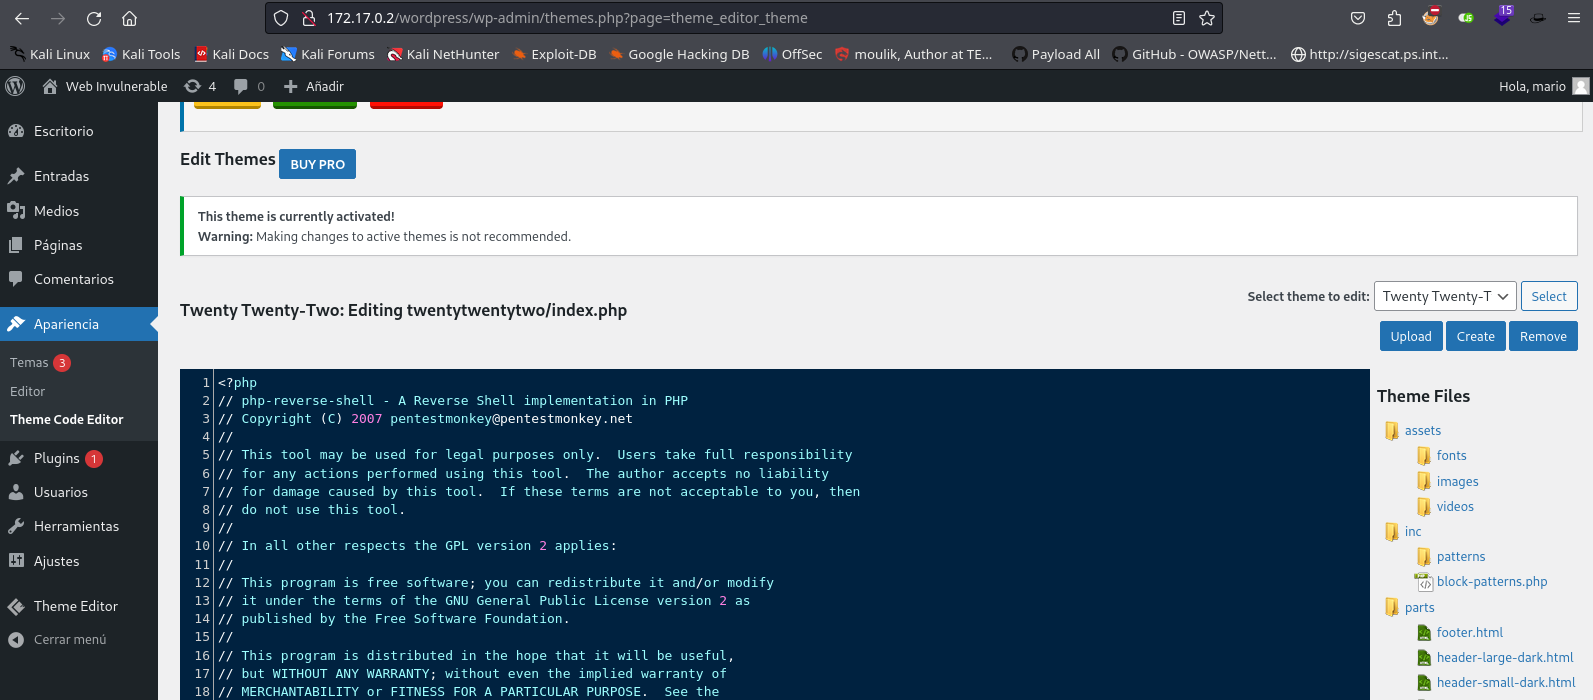 172.17.0.2/wordpress/wp-admin/themes.php?page=theme_editor_theme
15
Kali Linux
Kali Tools
Kali Docs
Kali Forums
Kali NetHunter
Exploit-DB
Google Hacking DB
OffSec
moulik, Author at TE...
Payload All
GitHub - OWASP/Nett...
http://sigescat.ps.int...
Web Invulnerable
4
0
Añadir
Hola, mario
Escritorio
Entradas
Medios
Páginas
Comentarios
Apariencia
Temas 3
Editor
Theme Code Editor
Plugins 1
Usuarios
Herramientas
Ajustes
Theme Editor
Cerrar menú
Edit Themes
BUY PRO
This theme is currently activated!
Warning: Making changes to active themes is not recommended.
Select theme to edit:
Twenty Twenty-T
Select
Twenty Twenty-Two: Editing twentytwentytwo/index.php
Upload
Create
Remove
1 <?php
2 // php-reverse-shell - A Reverse Shell implementation in PHP
3 // Copyright (C) 2007 pentestmonkey@pentestmonkey.net
4 //
5 // This tool may be used for legal purposes only.  Users take full responsibility
6 // for any actions performed using this tool.  The author accepts no liability
7 // for damage caused by this tool.  If these terms are not acceptable to you, then
8 // do not use this tool.
9 //
10 // In all other respects the GPL version 2 applies:
11 //
12 // This program is free software; you can redistribute it and/or modify
13 // it under the terms of the GNU General Public License version 2 as
14 // published by the Free Software Foundation.
15 //
16 // This program is distributed in the hope that it will be useful,
17 // but WITHOUT ANY WARRANTY; without even the implied warranty of
18 // MERCHANTABILITY or FITNESS FOR A PARTICULAR PURPOSE.  See the
Theme Files
assets
fonts
images
videos
inc
patterns
block-patterns.php
parts
footer.html
header-large-dark.html
header-small-dark.html